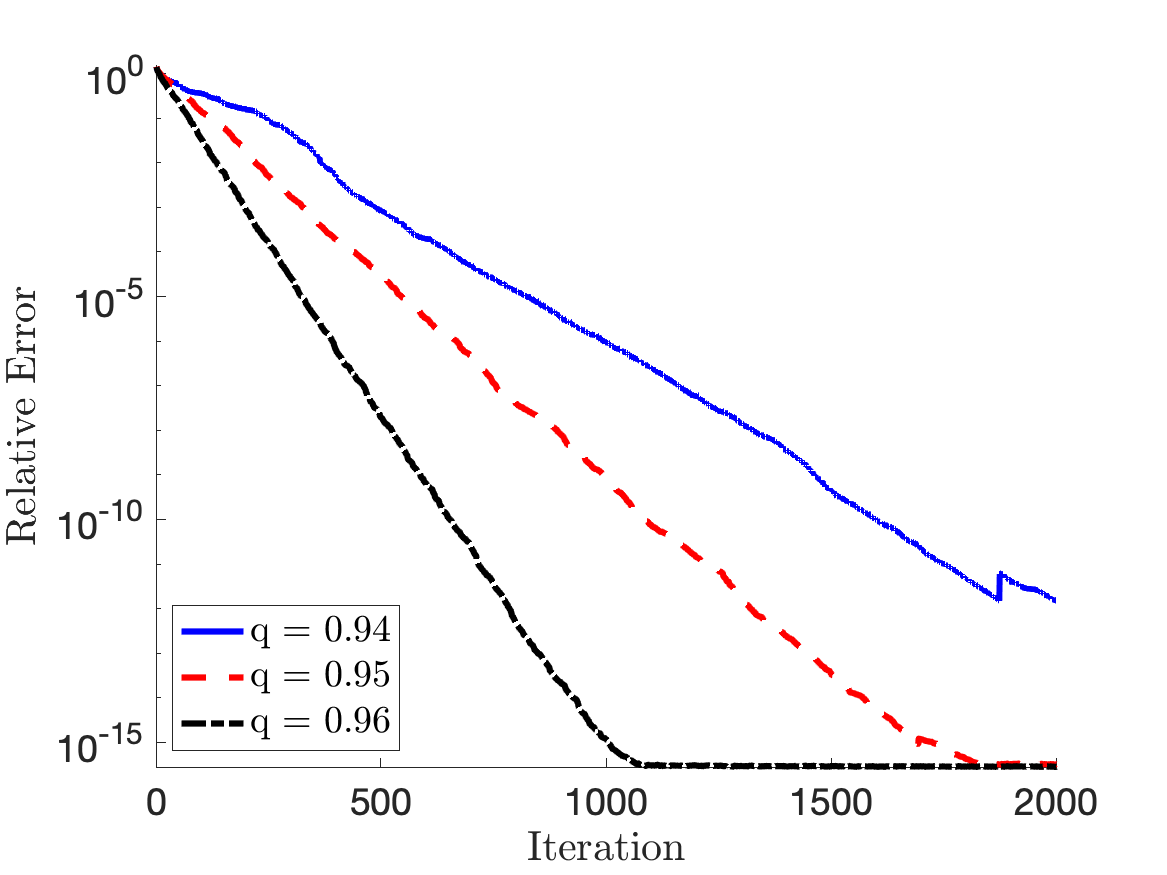 10^0
10^-5
10^-10
10^-15
Relative Error
q = 0.94
q = 0.95
q = 0.96
0 500 1000 1500 2000
Iteration